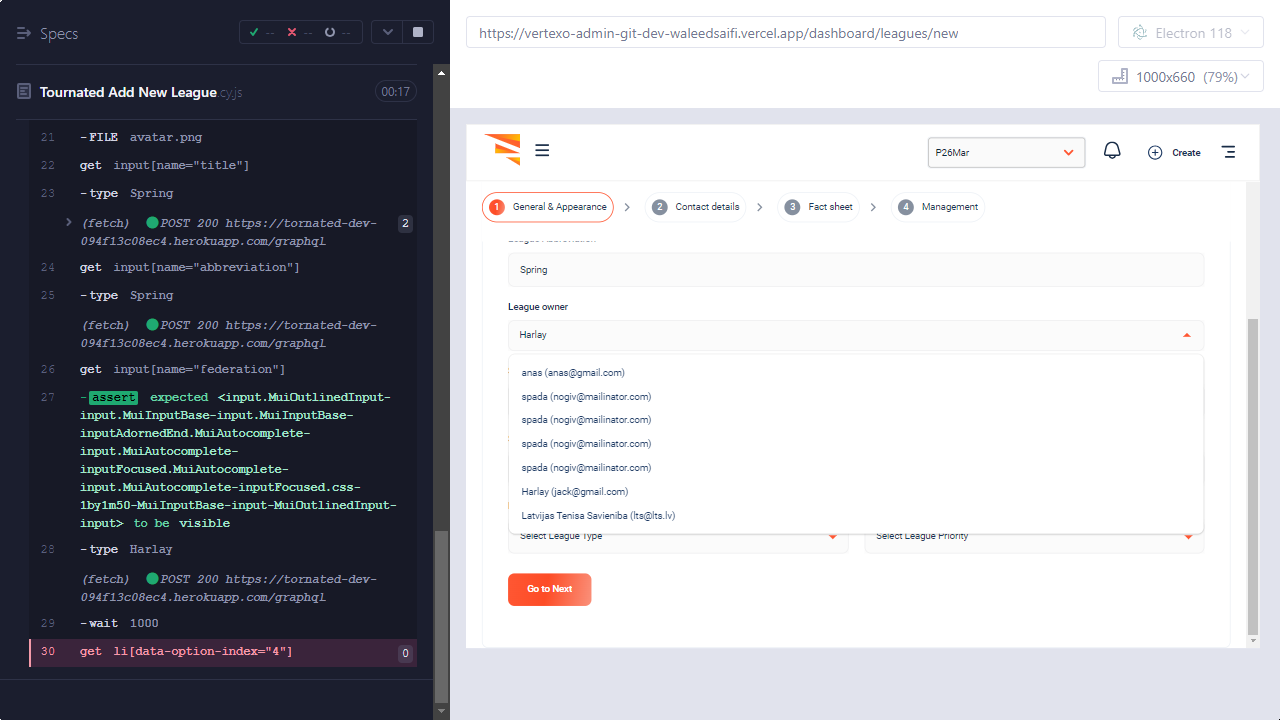 Specs
-- -- --
Tournated Add New League.cy.js
00:17
21 -FILE avatar.png
22 get input[name="title"]
23 -type Spring
(fetch) POST 200 https://tornated-dev-
094f13c08ec4.herokuapp.com/graphql
2
24 get input[name="abbreviation"]
25 -type Spring
(fetch) POST 200 https://tornated-dev-
094f13c08ec4.herokuapp.com/graphql
26 get input[name="federation"]
27 -assert expected <input.MuiOutlinedInput-
input.MuiInputBase-input.MuiInputBase-
inputAdornedEnd.MuiAutocomplete-
input.MuiAutocomplete-
inputFocused.MuiAutocomplete-
input.MuiAutocomplete-inputFocused.css-
1by1m50-MuiInputBase-input-MuiOutlinedInput-
input> to be visible
28 -type Harlay
(fetch) POST 200 https://tornated-dev-
094f13c08ec4.herokuapp.com/graphql
29 -wait 1000
30 get li[data-option-index="4"] 0
https://vertexo-admin-git-dev-waleedsaifi.vercel.app/dashboard/leagues/new
Electron 118
1000x660 (79%)
P26Mar
Create
1 General & Appearance
2 Contact details
3 Fact sheet
4 Management
Spring
League owner
Harlay
anas (anas@gmail.com)
spada (nogiv@mailinator.com)
spada (nogiv@mailinator.com)
spada (nogiv@mailinator.com)
spada (nogiv@mailinator.com)
Harlay (jack@gmail.com)
Latvijas Tenisa Savieniba (lts@lts.lv)
Select League Type
Select League Priority
Go to Next